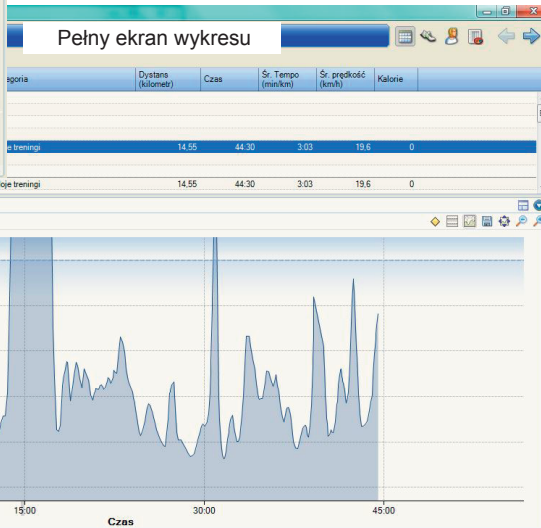 Pełny ekran wykresu
egoria
Dystans (kilometr)
Czas
Śr. Tempo (min/km)
Śr. prędkość (km/h)
Kalorie
e treningi 14,55 44:30 3:03 19,6 0
oje treningi 14,55 44:30 3:03 19,6 0
15:00 30:00 45:00
Czas